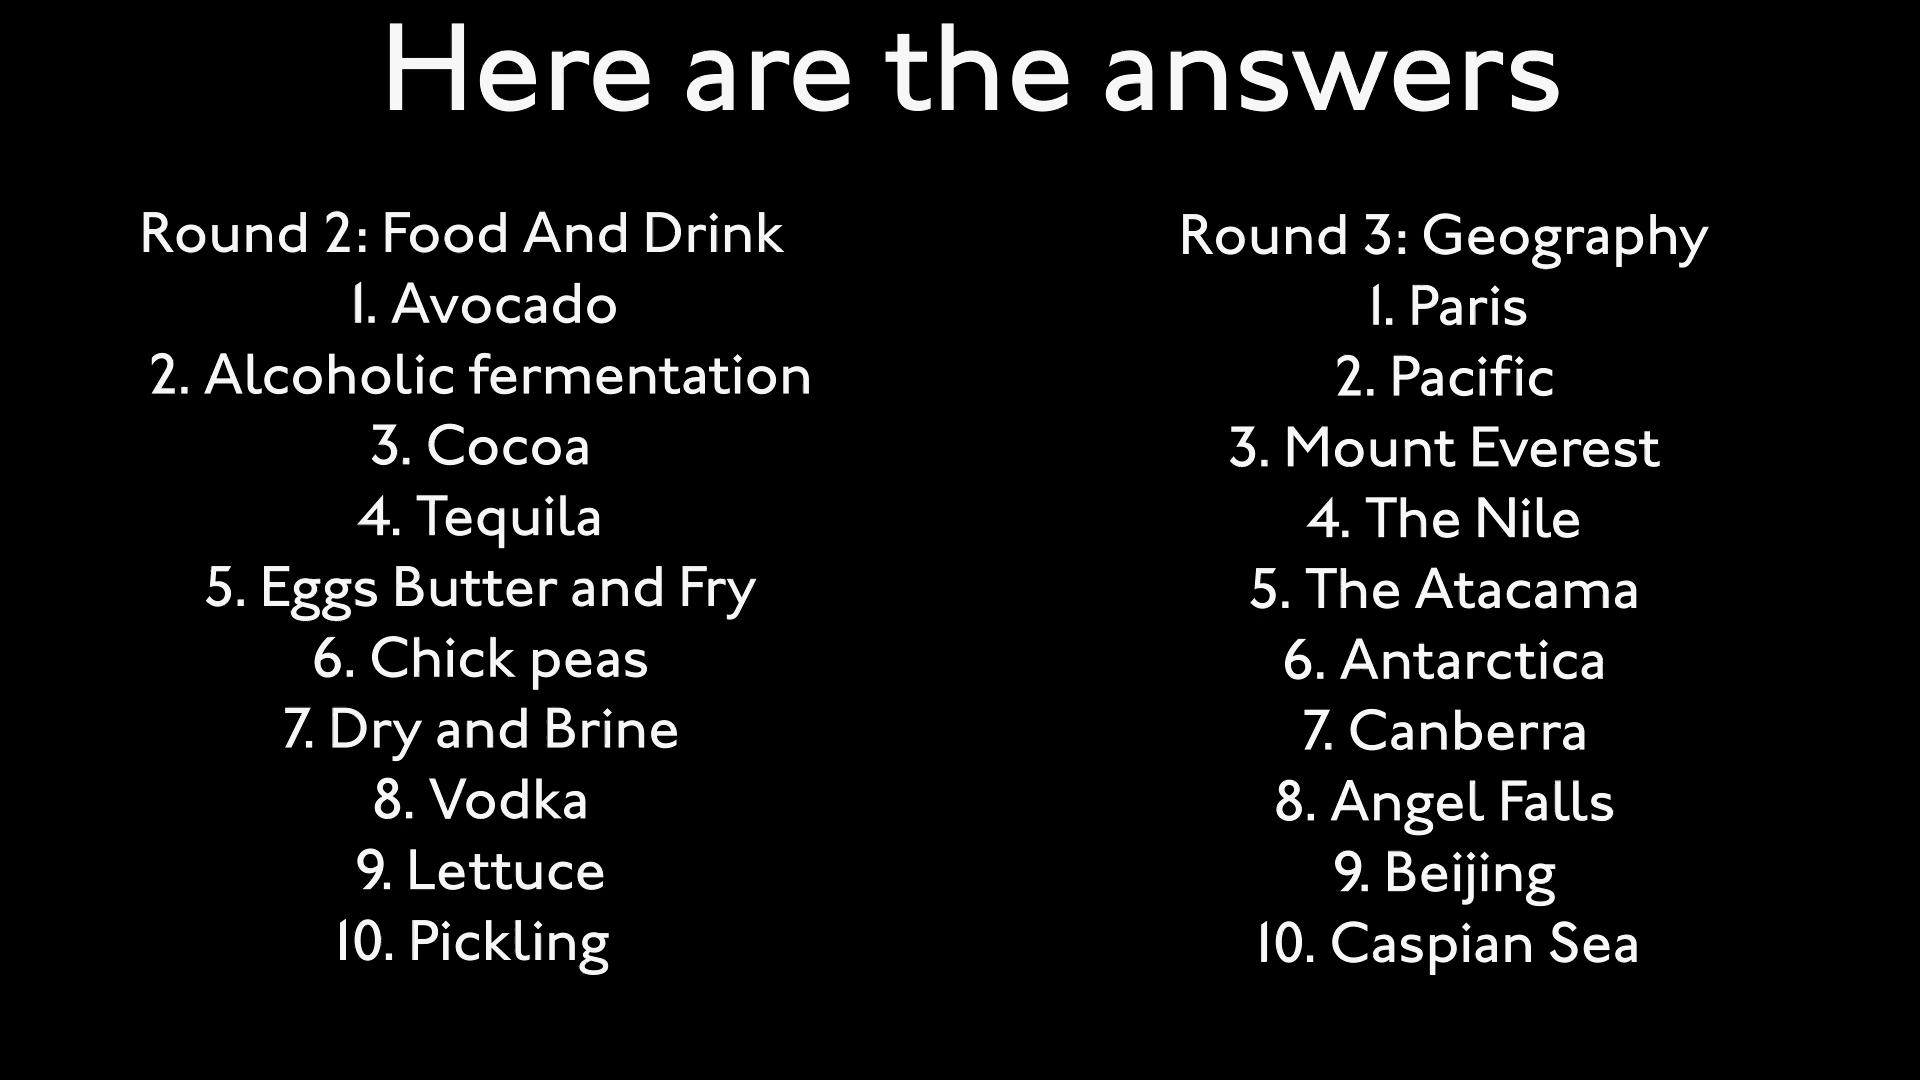 Here are the answers
Round 2: Food And Drink
1. Avocado
2. Alcoholic fermentation
3. Cocoa
4. Tequila
5. Eggs Butter and Fry
6. Chick peas
7. Dry and Brine
8. Vodka
9. Lettuce
10. Pickling
Round 3: Geography
1. Paris
2. Pacific
3. Mount Everest
4. The Nile
5. The Atacama
6. Antarctica
7. Canberra
8. Angel Falls
9. Beijing
10. Caspian Sea